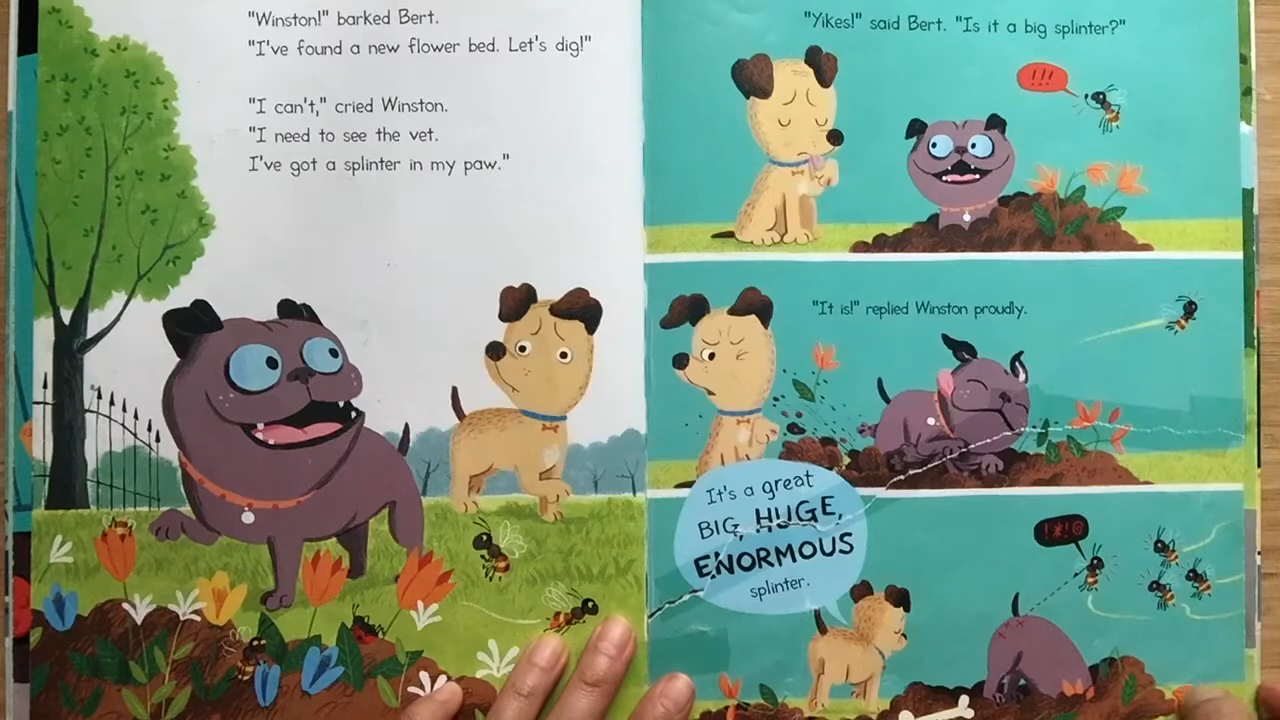 "Winston!" barked Bert.
"I've found a new flower bed. Let's dig!"
"I can't," cried Winston.
"I need to see the vet.
I've got a splinter in my paw."
"Yikes!" said Bert. "Is it a big splinter?"
!!!
"It is!" replied Winston proudly.
It's a great
BIG, HUGE,
ENORMOUS
splinter.
!*!@